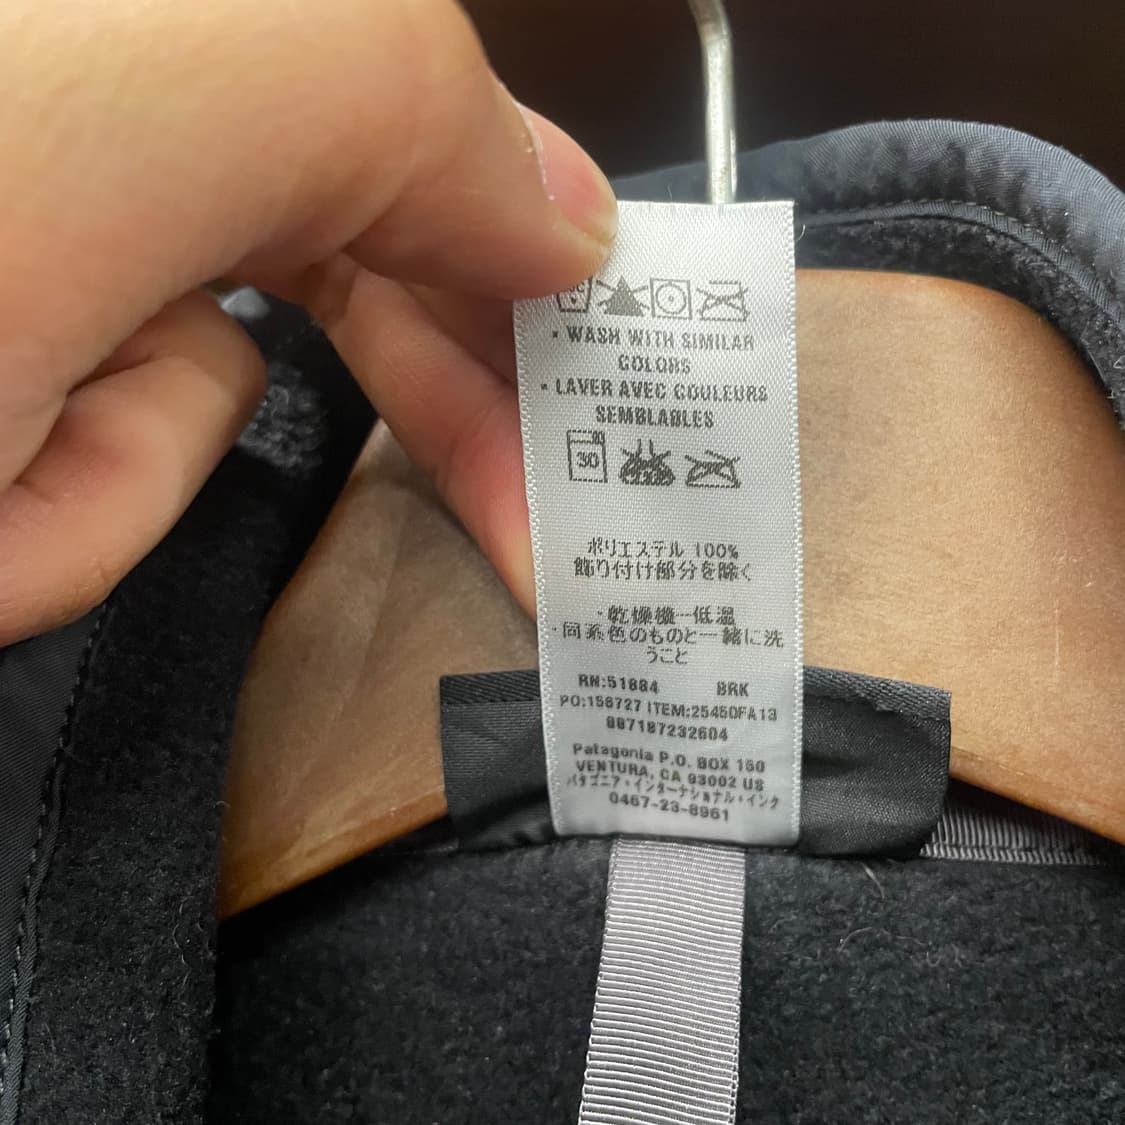 • WASH WITH SIMILAR
COLORS
• LAVER AVEC COULEURS
SEMBLABLES
30
ポリエステル 100%
飾り付け部分を除く
・乾燥機一低温
・同系色のものと一緒に洗
うこと
RN:51884 BRK
PO:156727 ITEM:25450FA13
887187232604
Patagonia P.O. BOX 150
VENTURA, CA 93002 US
パタゴニア・インターナショナル・インク
0467-23-8961